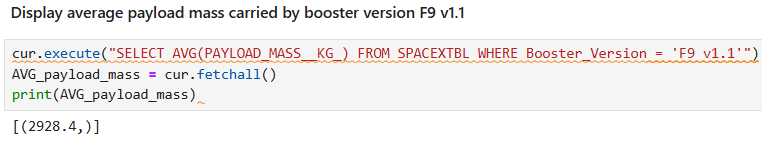 Display average payload mass carried by booster version F9 v1.1
cur.execute("SELECT AVG(PAYLOAD_MASS__KG_) FROM SPACEXTBL WHERE Booster_Version = 'F9 v1.1'")
AVG_payload_mass = cur.fetchall()
print(AVG_payload_mass)
[(2928.4,)]